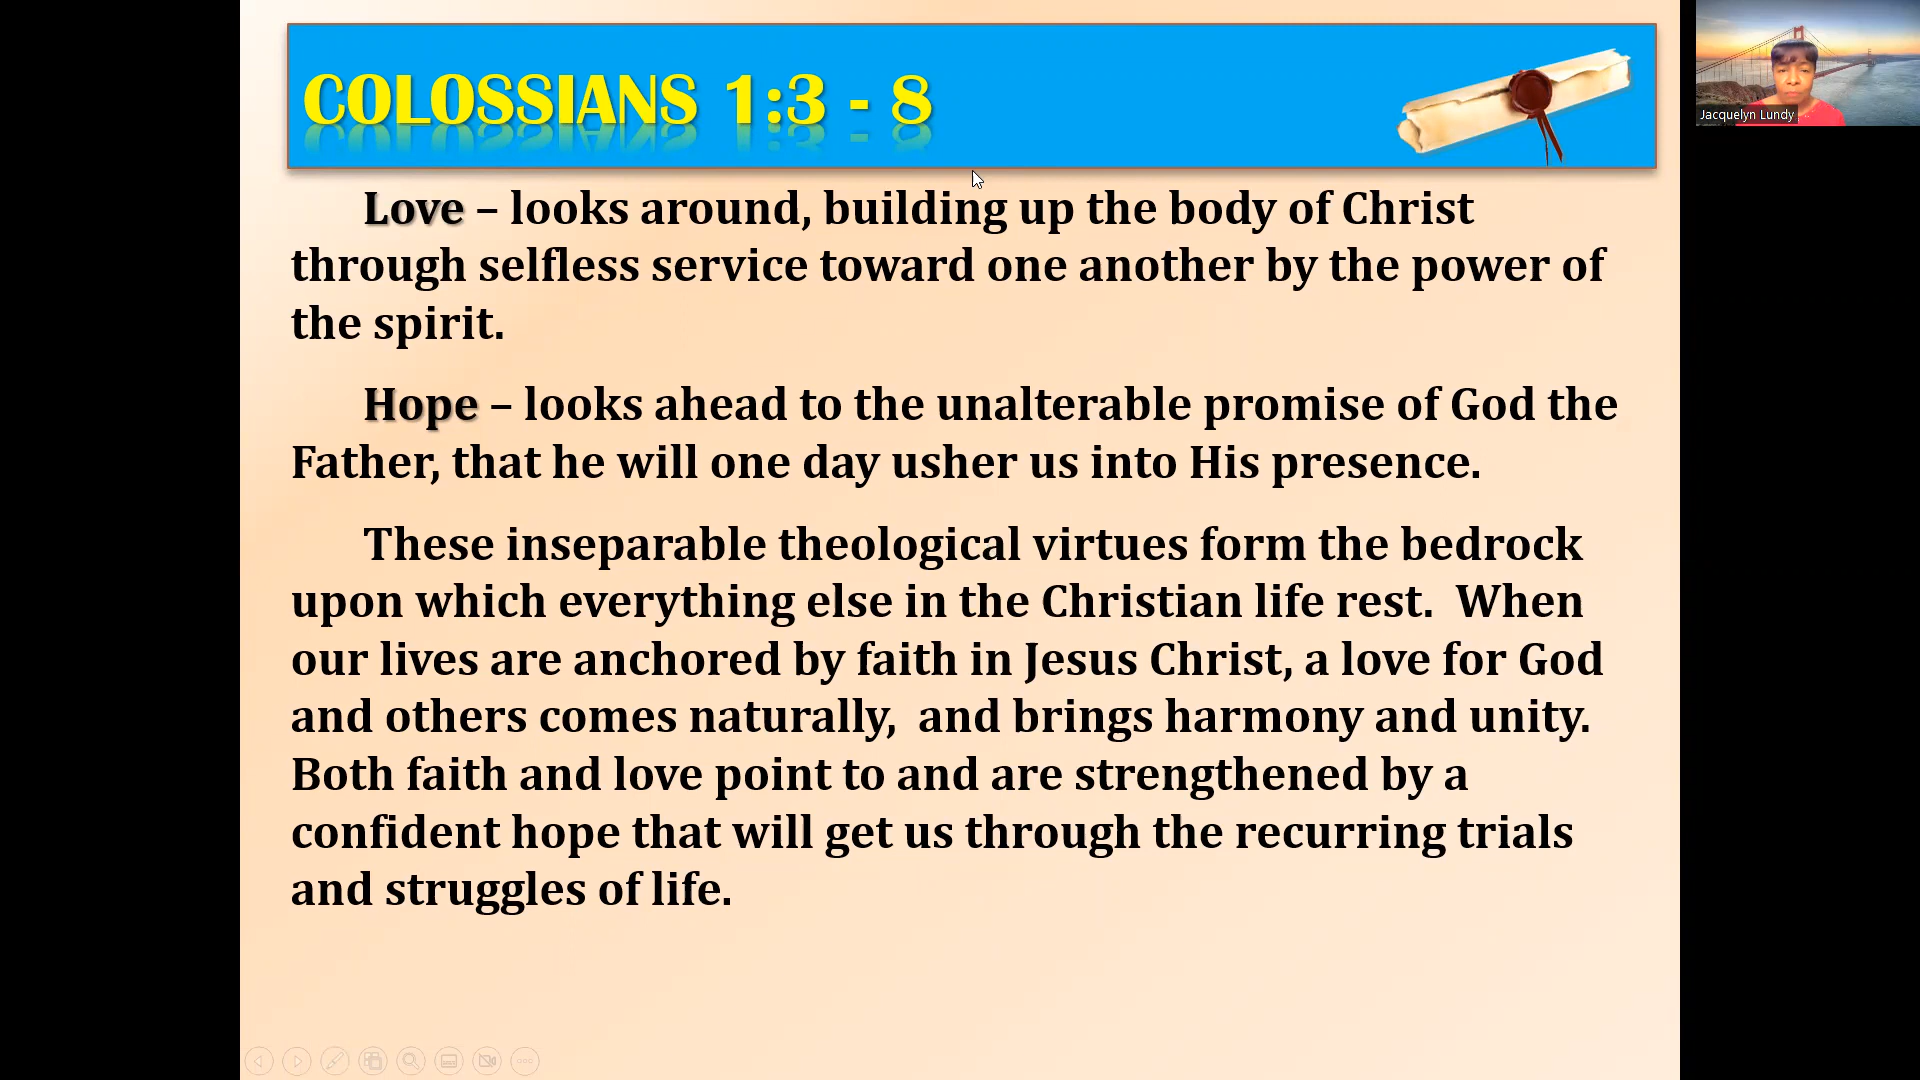 COLOSSIANS 1:3 - 8
Jacquelyn Lundy
Love – looks around, building up the body of Christ
through selfless service toward one another by the power of
the spirit.
Hope – looks ahead to the unalterable promise of God the
Father, that he will one day usher us into His presence.
These inseparable theological virtues form the bedrock
upon which everything else in the Christian life rest.  When
our lives are anchored by faith in Jesus Christ, a love for God
and others comes naturally,  and brings harmony and unity.
Both faith and love point to and are strengthened by a
confident hope that will get us through the recurring trials
and struggles of life.